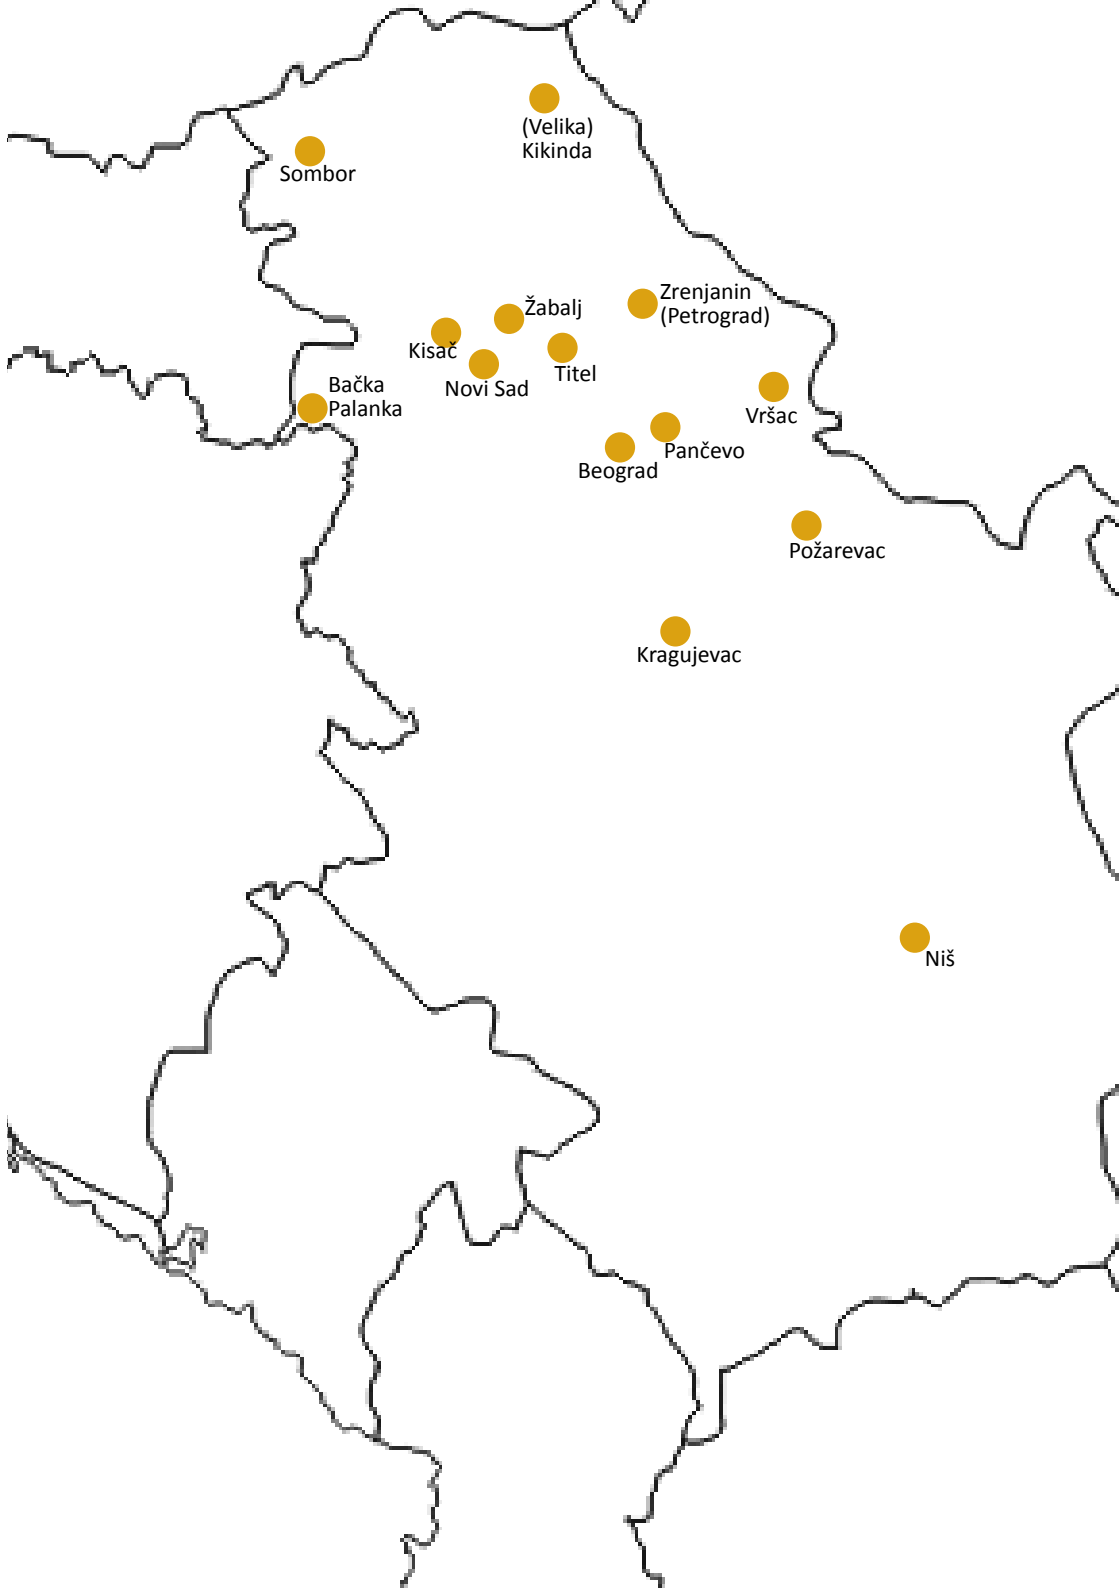 (Velika)
Kikinda
Sombor
Zrenjanin
(Petrograd)
Žabalj
Kisač
Titel
Novi Sad
Bačka
Palanka
Vršac
Pančevo
Beograd
Požarevac
Kragujevac
Niš